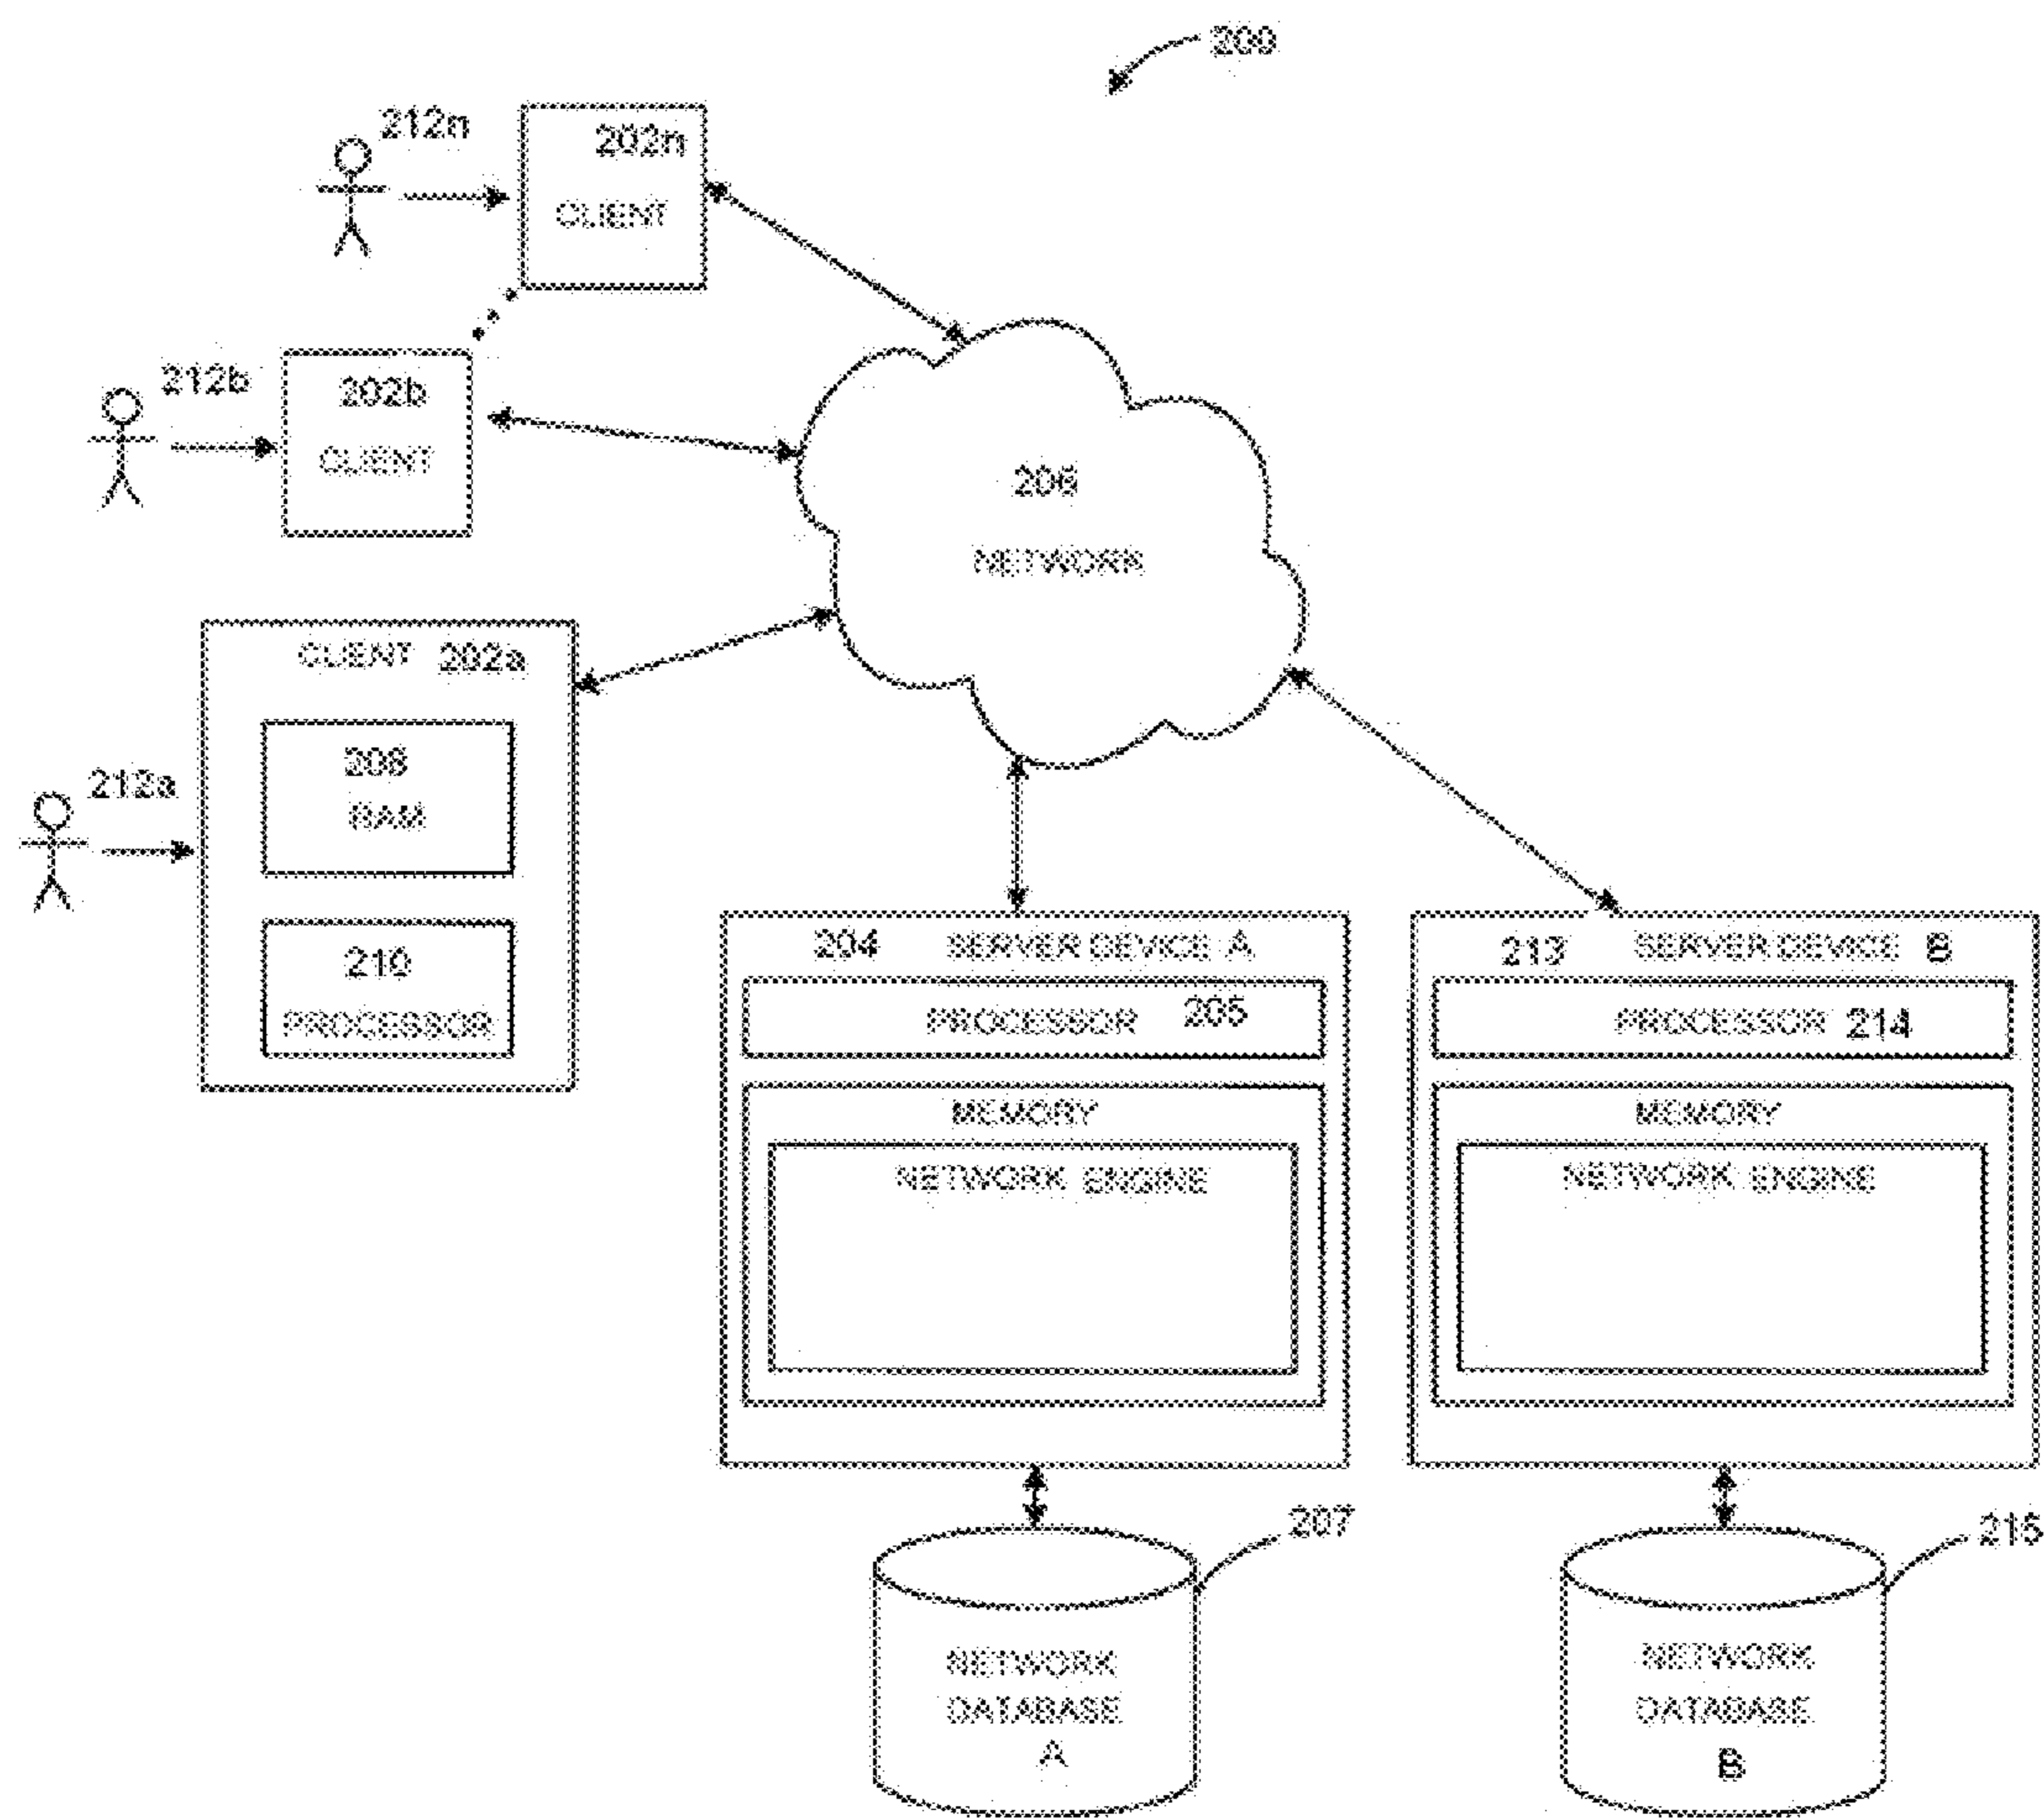 200
212n
202n
CLIENT
212b
202b
CLIENT
206
NETWORK
CLIENT 202a
212a
208
RAM
210
PROCESSOR
204 SERVER DEVICE A
PROCESSOR 205
MEMORY
NETWORK ENGINE
213 SERVER DEVICE B
PROCESSOR 214
MEMORY
NETWORK ENGINE
207
NETWORK
DATABASE
A
215
NETWORK
DATABASE
B